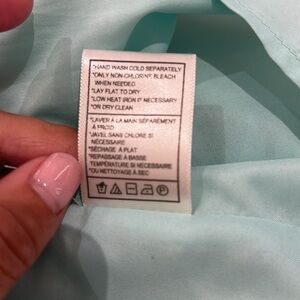 *HAND WASH COLD SEPARATELY
*ONLY NON-CHLORINE BLEACH
WHEN NEEDED
*LAY FLAT TO DRY
*LOW HEAT IRON IF NECESSARY
*OR DRY CLEAN
*LAVER À LA MAIN SÉPARÉMENT
À FROID
*JAVEL SANS CHLORE SI
NÉCESSAIRE
*SÉCHAGE À PLAT
*REPASSAGE À BASSE
TEMPÉRATURE SI NÉCESSAIRE
*OU NETTOYAGE À SEC